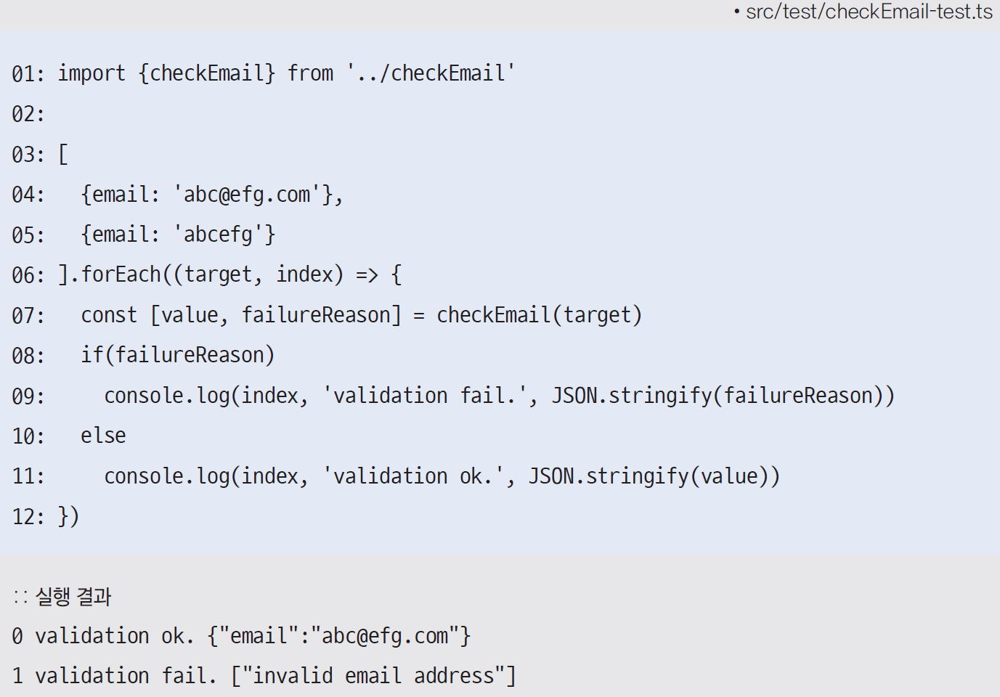 • src/test/checkEmail-test.ts
01: import {checkEmail} from '../checkEmail'
02:
03: [
04:   {email: 'abc@efg.com'},
05:   {email: 'abcefg'}
06: ].forEach((target, index) => {
07:   const [value, failureReason] = checkEmail(target)
08:   if(failureReason)
09:     console.log(index, 'validation fail.', JSON.stringify(failureReason))
10:   else
11:     console.log(index, 'validation ok.', JSON.stringify(value))
12: })
:: 실행 결과
0 validation ok. {"email":"abc@efg.com"}
1 validation fail. ["invalid email address"]